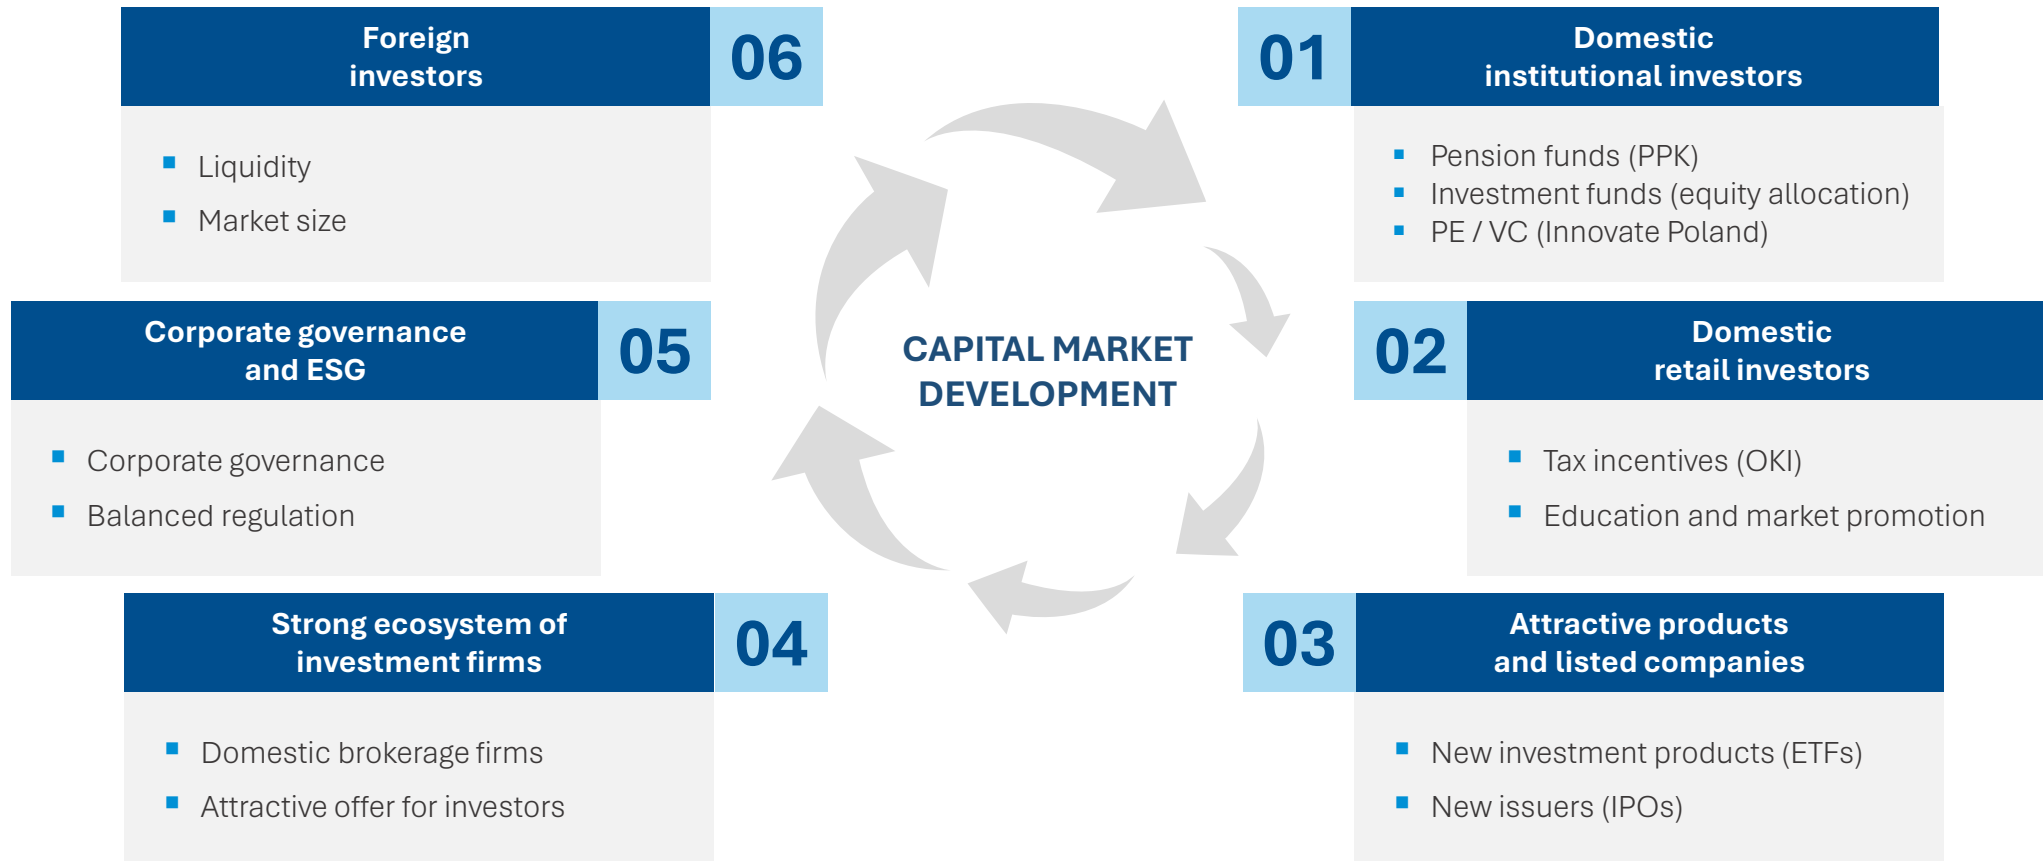 Foreign
investors
06
Liquidity
Market size
Corporate governance
and ESG
05
Corporate governance
Balanced regulation
Strong ecosystem of
investment firms
04
Domestic brokerage firms
Attractive offer for investors
CAPITAL MARKET
DEVELOPMENT
01
Domestic
institutional investors
Pension funds (PPK)
Investment funds (equity allocation)
PE / VC (Innovate Poland)
02
Domestic
retail investors
Tax incentives (OKI)
Education and market promotion
03
Attractive products
and listed companies
New investment products (ETFs)
New issuers (IPOs)